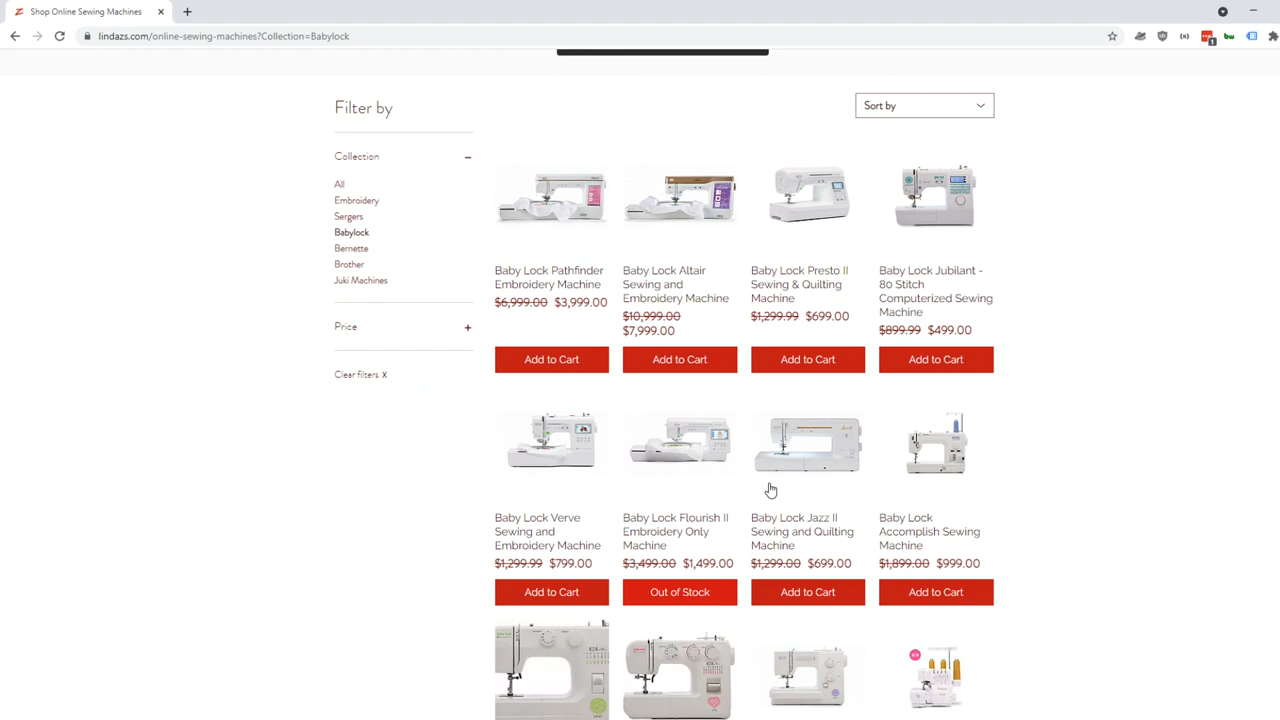 Shop Online Sewing Machines
lindazs.com/online-sewing-machines?Collection=Babylock
1
Filter by
Sort by
Collection
All
Embroidery
Sergers
Babylock
Bernette
Brother
Juki Machines
Price
Clear filters X
Baby Lock Pathfinder
Embroidery Machine
$6,999.00 $3,999.00
Add to Cart
Baby Lock Altair
Sewing and
Embroidery Machine
$10,999.00
$7,999.00
Add to Cart
Baby Lock Presto II
Sewing & Quilting
Machine
$1,299.99 $699.00
Add to Cart
Baby Lock Jubilant -
80 Stitch
Computerized Sewing
Machine
$899.99 $499.00
Add to Cart
Baby Lock Verve
Sewing and
Embroidery Machine
$1,299.99 $799.00
Add to Cart
Baby Lock Flourish II
Embroidery Only
Machine
$3,499.00 $1,499.00
Out of Stock
Baby Lock Jazz II
Sewing and Quilting
Machine
$1,299.00 $699.00
Add to Cart
Baby Lock
Accomplish Sewing
Machine
$1,899.00 $999.00
Add to Cart